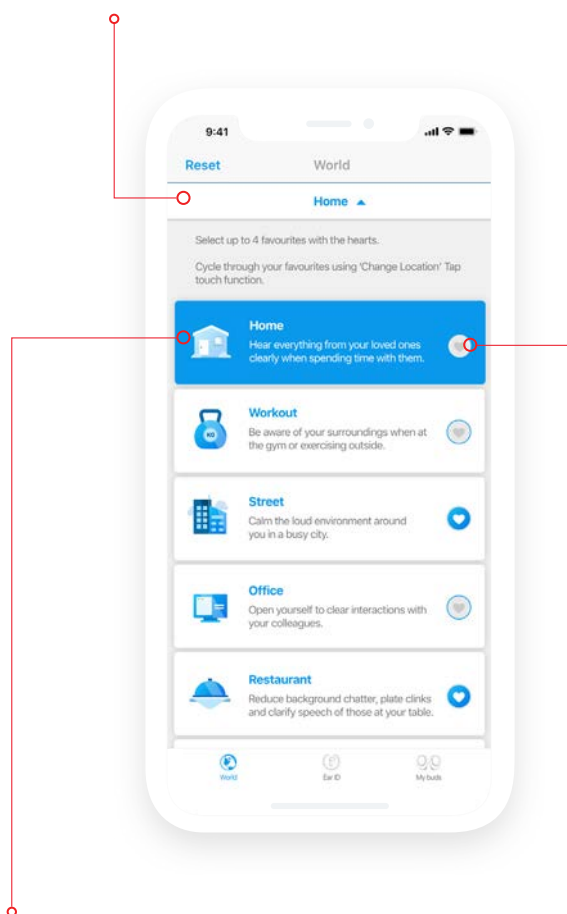 9:41
Reset
World
Home
Select up to 4 favourites with the hearts.
Cycle through your favourites using 'Change Location' Tap
touch function.
Home
Hear everything from your loved ones
clearly when spending time with them.
Workout
Be aware of your surroundings when at
the gym or exercising outside.
KG
Street
Calm the loud environment around
you in a busy city.
Office
Open yourself to clear interactions with
your colleagues.
Restaurant
Reduce background chatter, plate clinks
and clarify speech of those at your table.
World
Ear ID
My buds